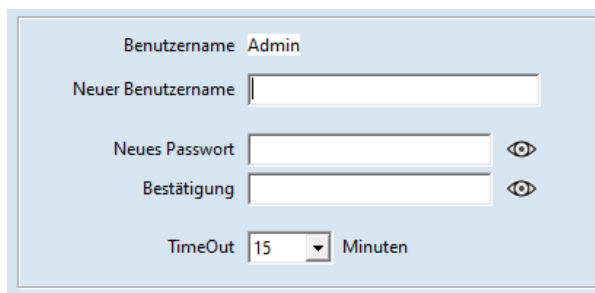 Benutzername Admin
Neuer Benutzername
Neues Passwort
Bestätigung
TimeOut 15 Minuten